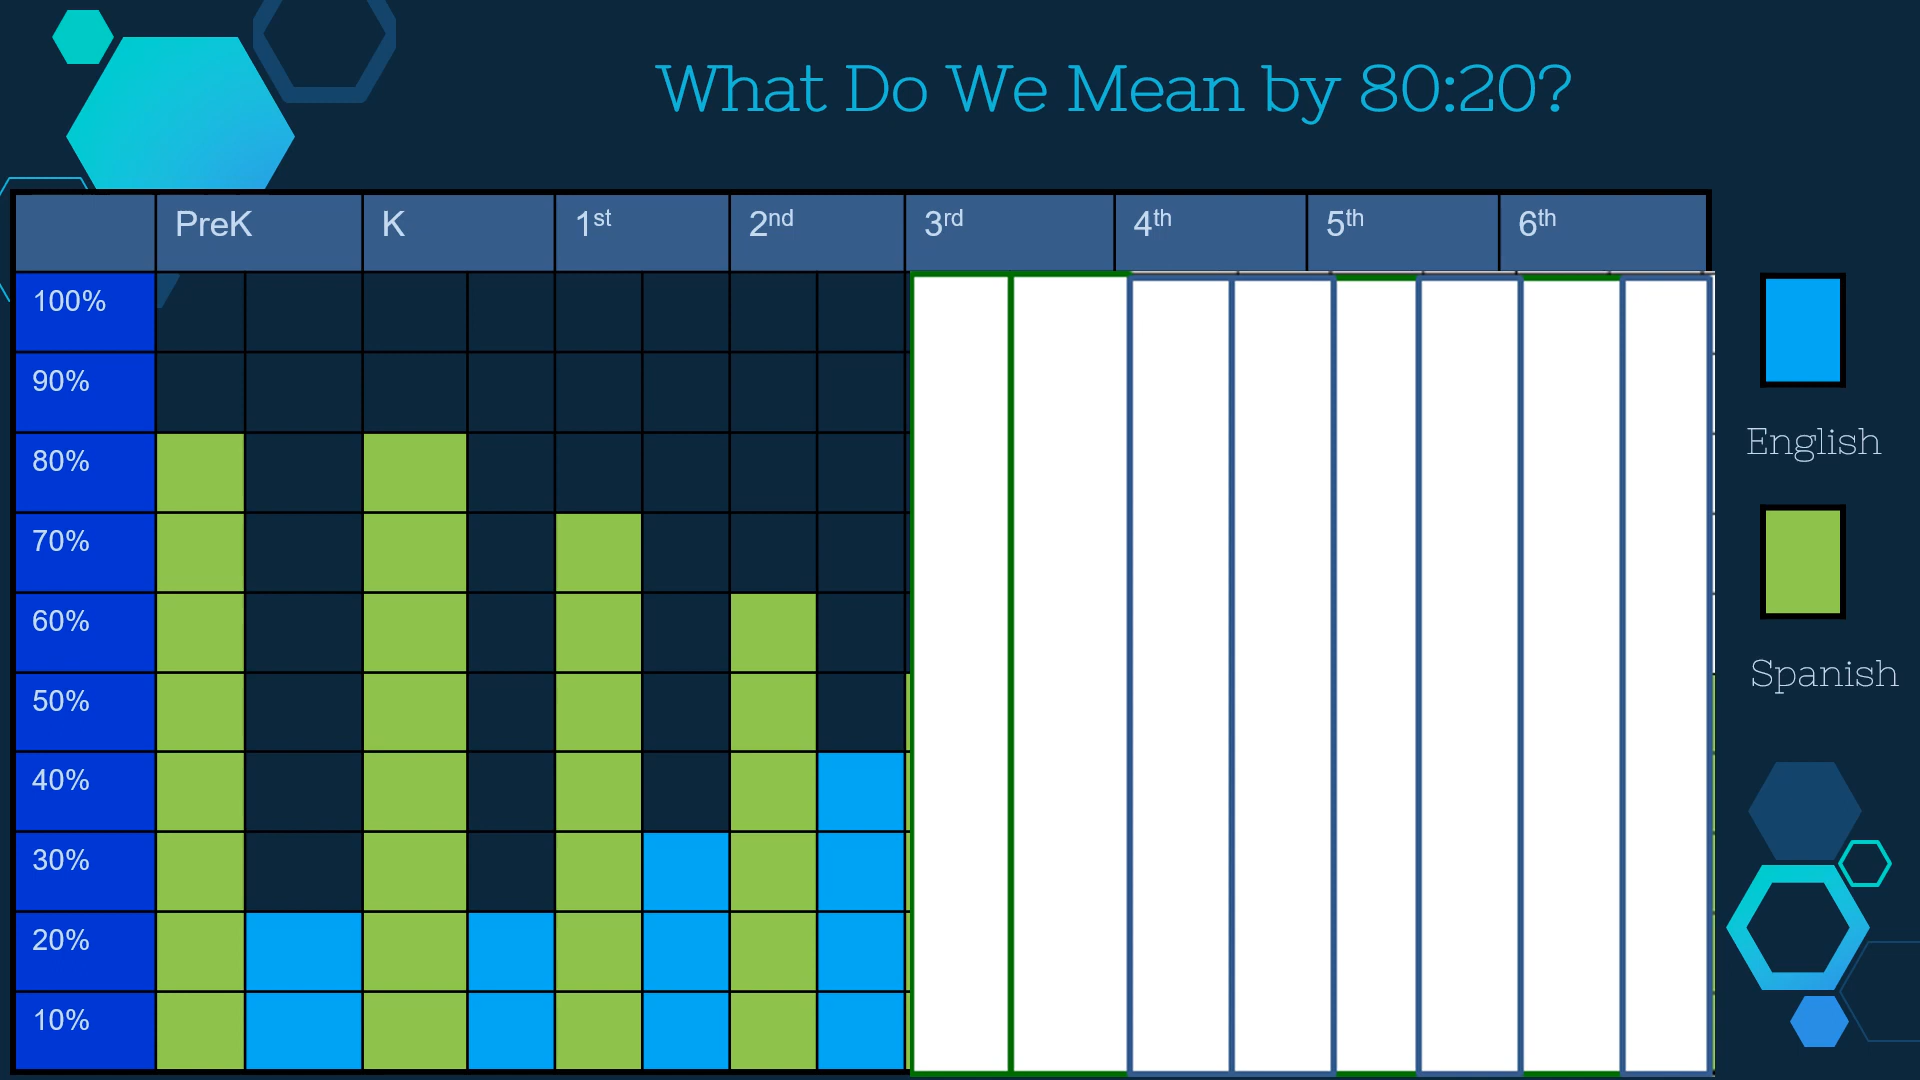 What Do We Mean by 80:20?
PreK K 1st 2nd 3rd 4th 5th 6th
100%
90%
80%
70%
60%
50%
40%
30%
20%
10%
English
Spanish